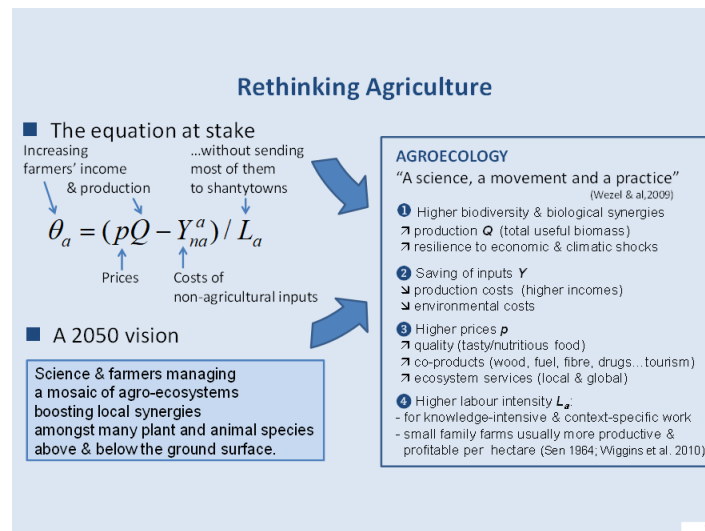 Rethinking Agriculture
■ The equation at stake
Increasing
farmers’ income
& production
...without sending
most of them
to shantytowns
θₐ = (pQ − Yⁿᵃₐ) / Lₐ
Prices
Costs of
non-agricultural inputs
■ A 2050 vision
Science & farmers managing
a mosaic of agro-ecosystems
boosting local synergies
amongst many plant and animal species
above & below the ground surface.
AGROECOLOGY
“A science, a movement and a practice”
(Wezel & al,2009)
❶ Higher biodiversity & biological synergies
↗ production Q (total useful biomass)
↗ resilience to economic & climatic shocks
❷ Saving of inputs Y
↘ production costs (higher incomes)
↘ environmental costs
❸ Higher prices p
↗ quality (tasty/nutritious food)
↗ co-products (wood, fuel, fibre, drugs...tourism)
↗ ecosystem services (local & global)
❹ Higher labour intensity Lₐ:
- for knowledge-intensive & context-specific work
- small family farms usually more productive &
profitable per hectare (Sen 1964; Wiggins et al. 2010)